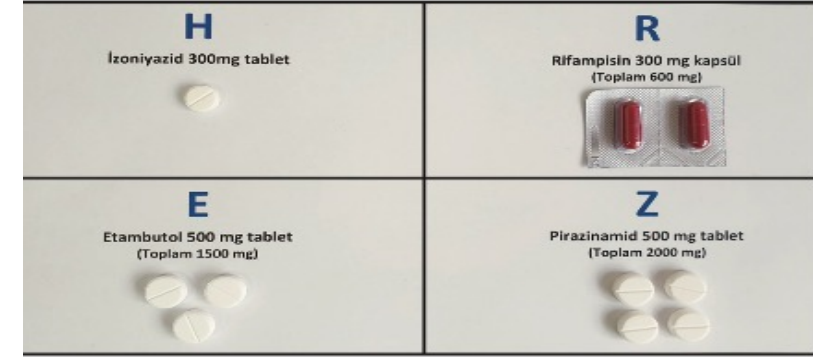 H
İzoniyazid 300mg tablet
R
Rifampisin 300 mg kapsül
(Toplam 600 mg)
E
Etambutol 500 mg tablet
(Toplam 1500 mg)
Z
Pirazinamid 500 mg tablet
(Toplam 2000 mg)